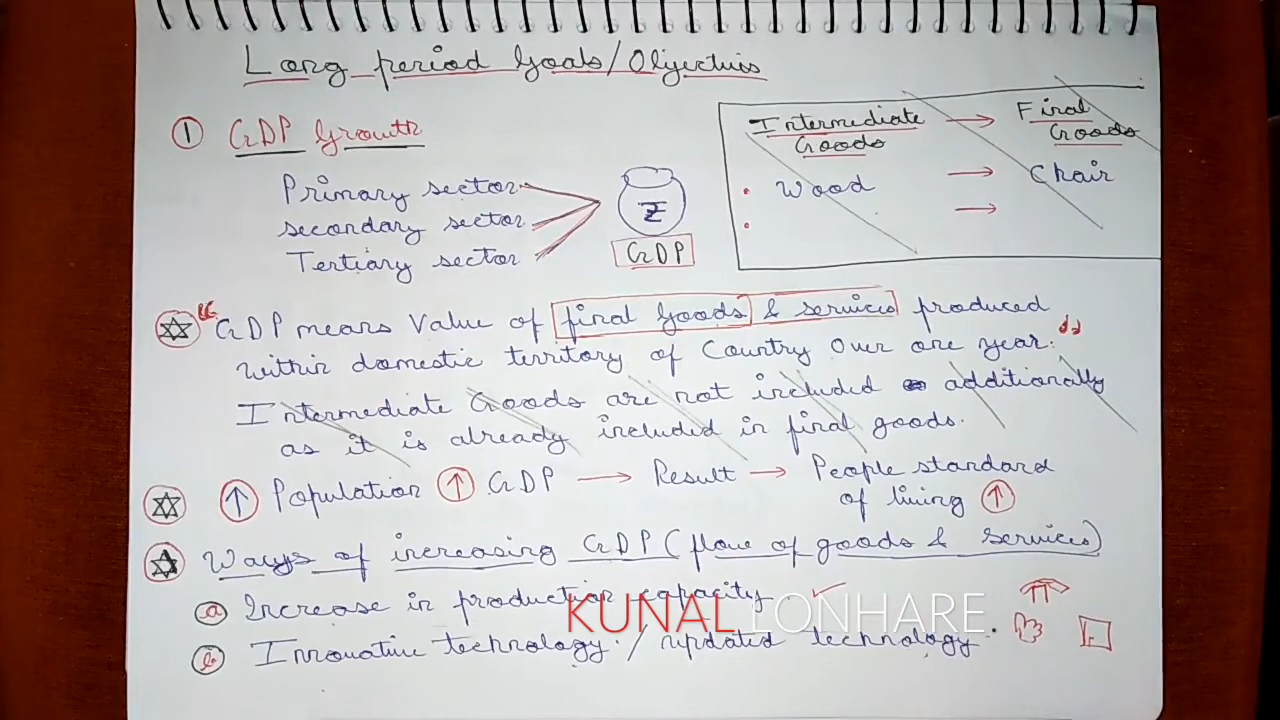 Long period Goals/Objectives
① GDP Growth
Primary sector
secondary sector
Tertiary sector
GDP
Intermediate Goods → Final Goods
• Wood → Chair
• →
“GDP means Value of final Goods & services produced
within domestic territory of Country Over one year.”
Intermediate Goods are not included additionally
as it is already included in final goods.
↑ Population ↑ GDP → Result → People standard
of living ↑
Ways of increasing GDP (flow of goods & services)
ⓐ Increase in production capacity ✓
KUNAL LONHARE
ⓑ Innovative technology. / updated technology.